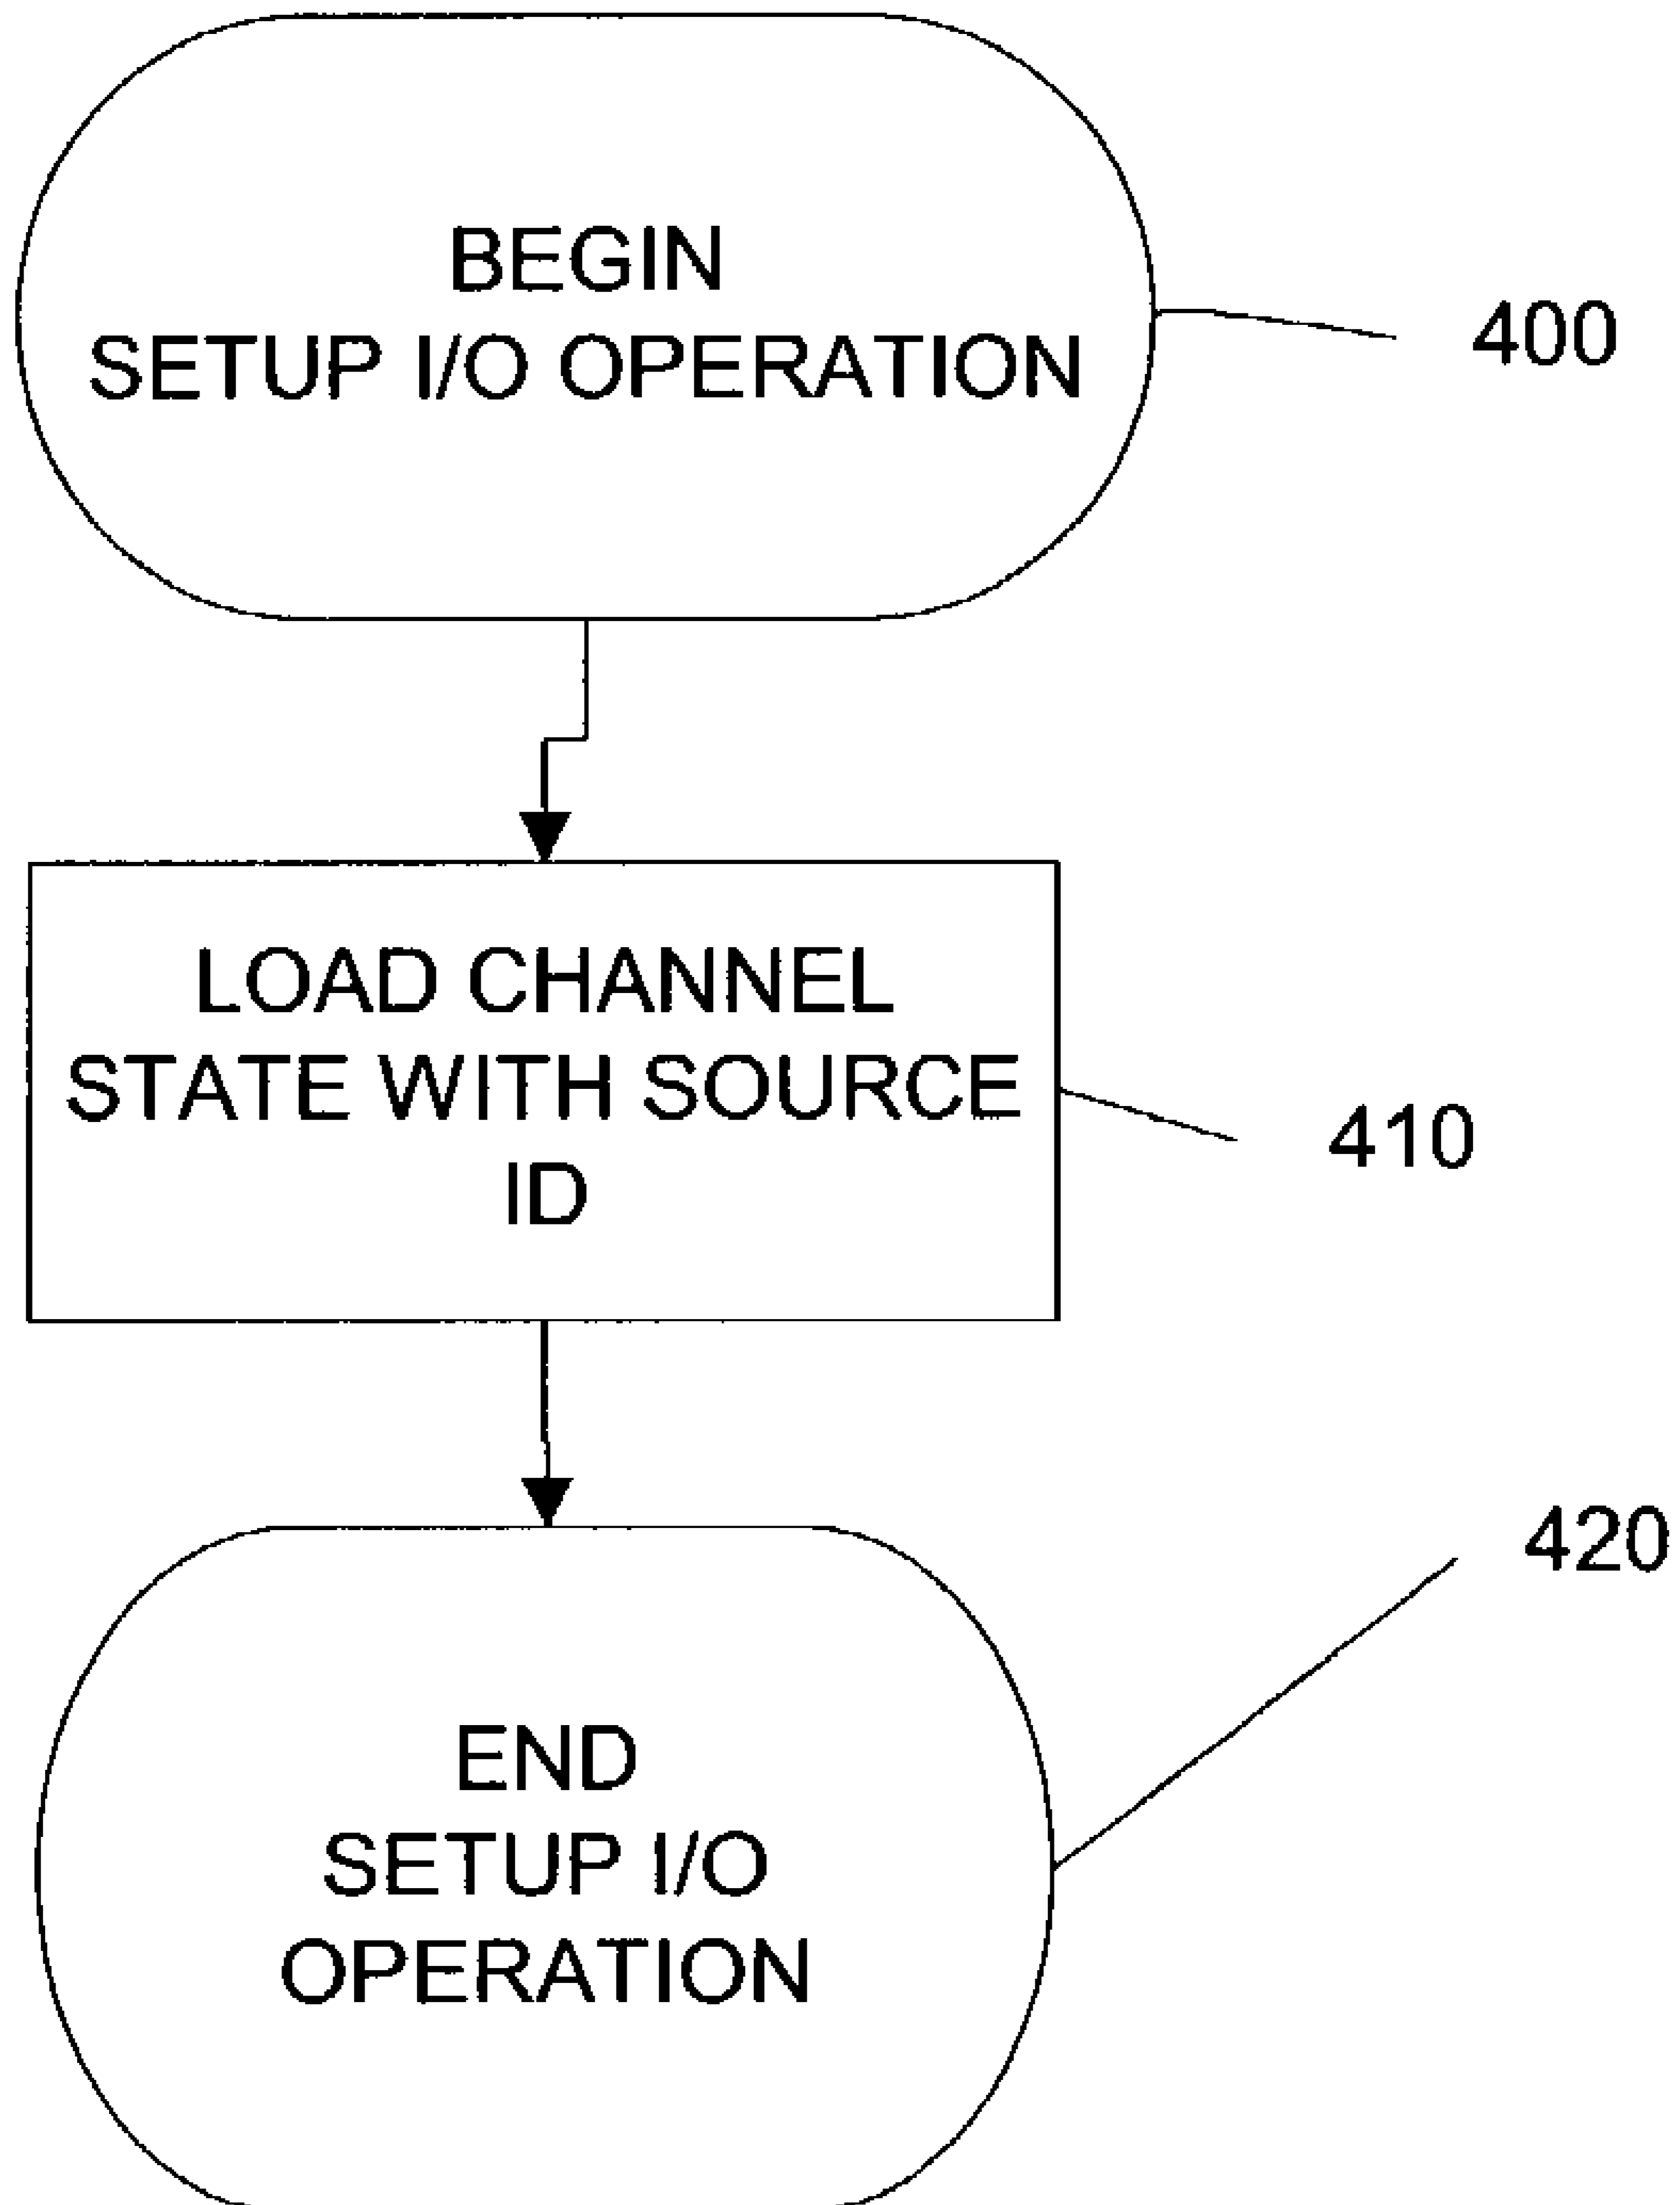 BEGIN
SETUP I/O OPERATION
400
LOAD CHANNEL
STATE WITH SOURCE
ID
410
420
END
SETUP I/O
OPERATION